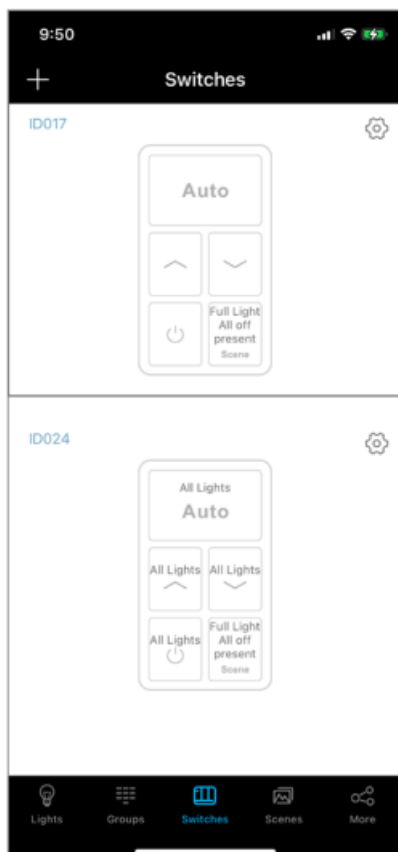 9:50
Switches
ID017
Auto
Full Light
All off
present
Scene
ID024
All Lights
Auto
All Lights All Lights
All Lights
Full Light
All off
present
Scene
Lights Groups Switches Scenes More